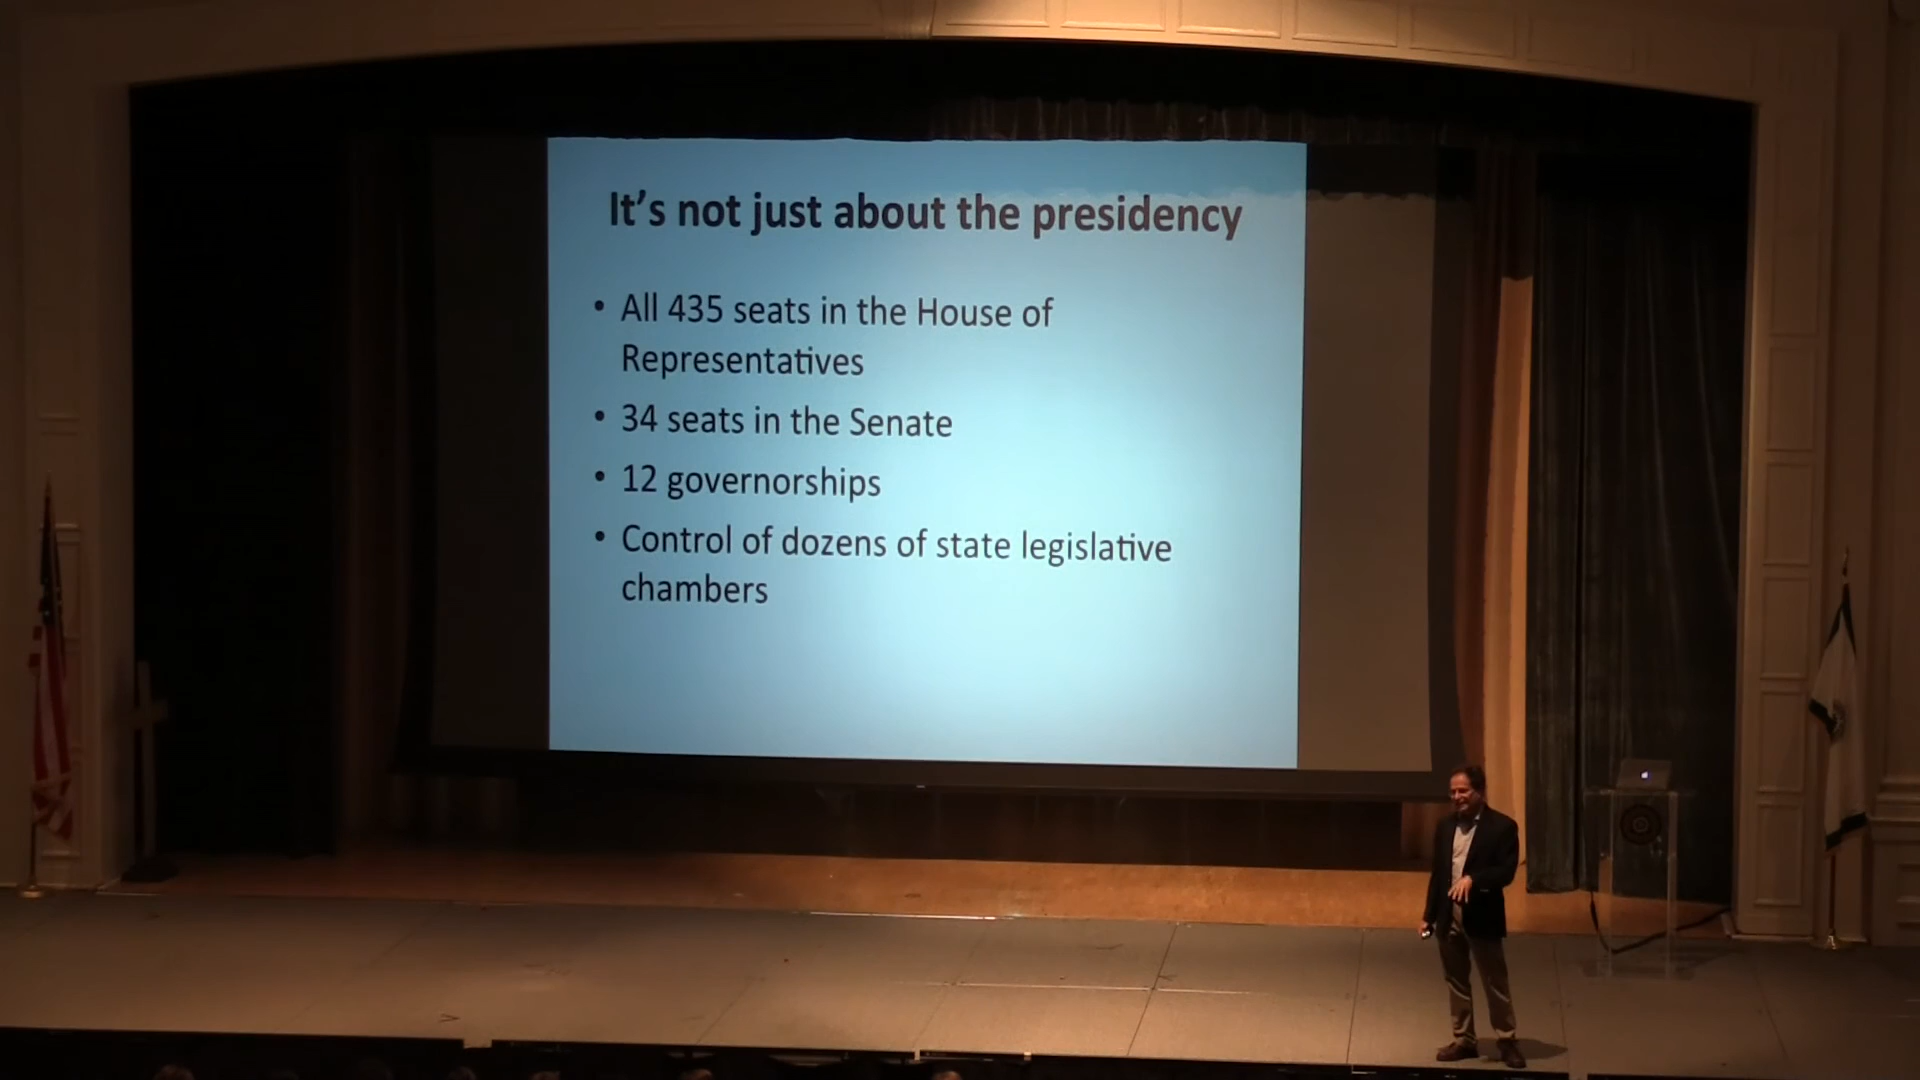 It's not just about the presidency
• All 435 seats in the House of
Representatives
• 34 seats in the Senate
• 12 governorships
• Control of dozens of state legislative
chambers